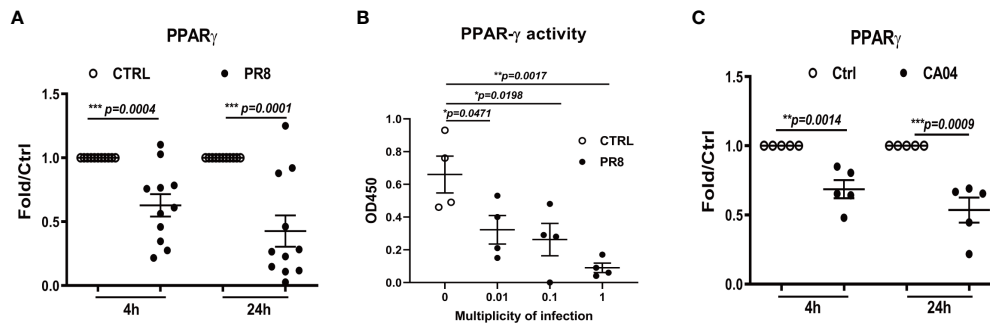 A
PPARγ
CTRL PR8
*** p=0.0004
*** p=0.0001
Fold/Ctrl
1.5
1.0
0.5
0.0
4h 24h
B
PPAR-γ activity
**p=0.0017
*p=0.0198
*p=0.0471
CTRL
PR8
OD450
1.0
0.8
0.6
0.4
0.2
0.0
0 0.01 0.1 1
Multiplicity of infection
C
PPARγ
Ctrl CA04
**p=0.0014
***p=0.0009
Fold/Ctrl
1.5
1.0
0.5
0.0
4h 24h